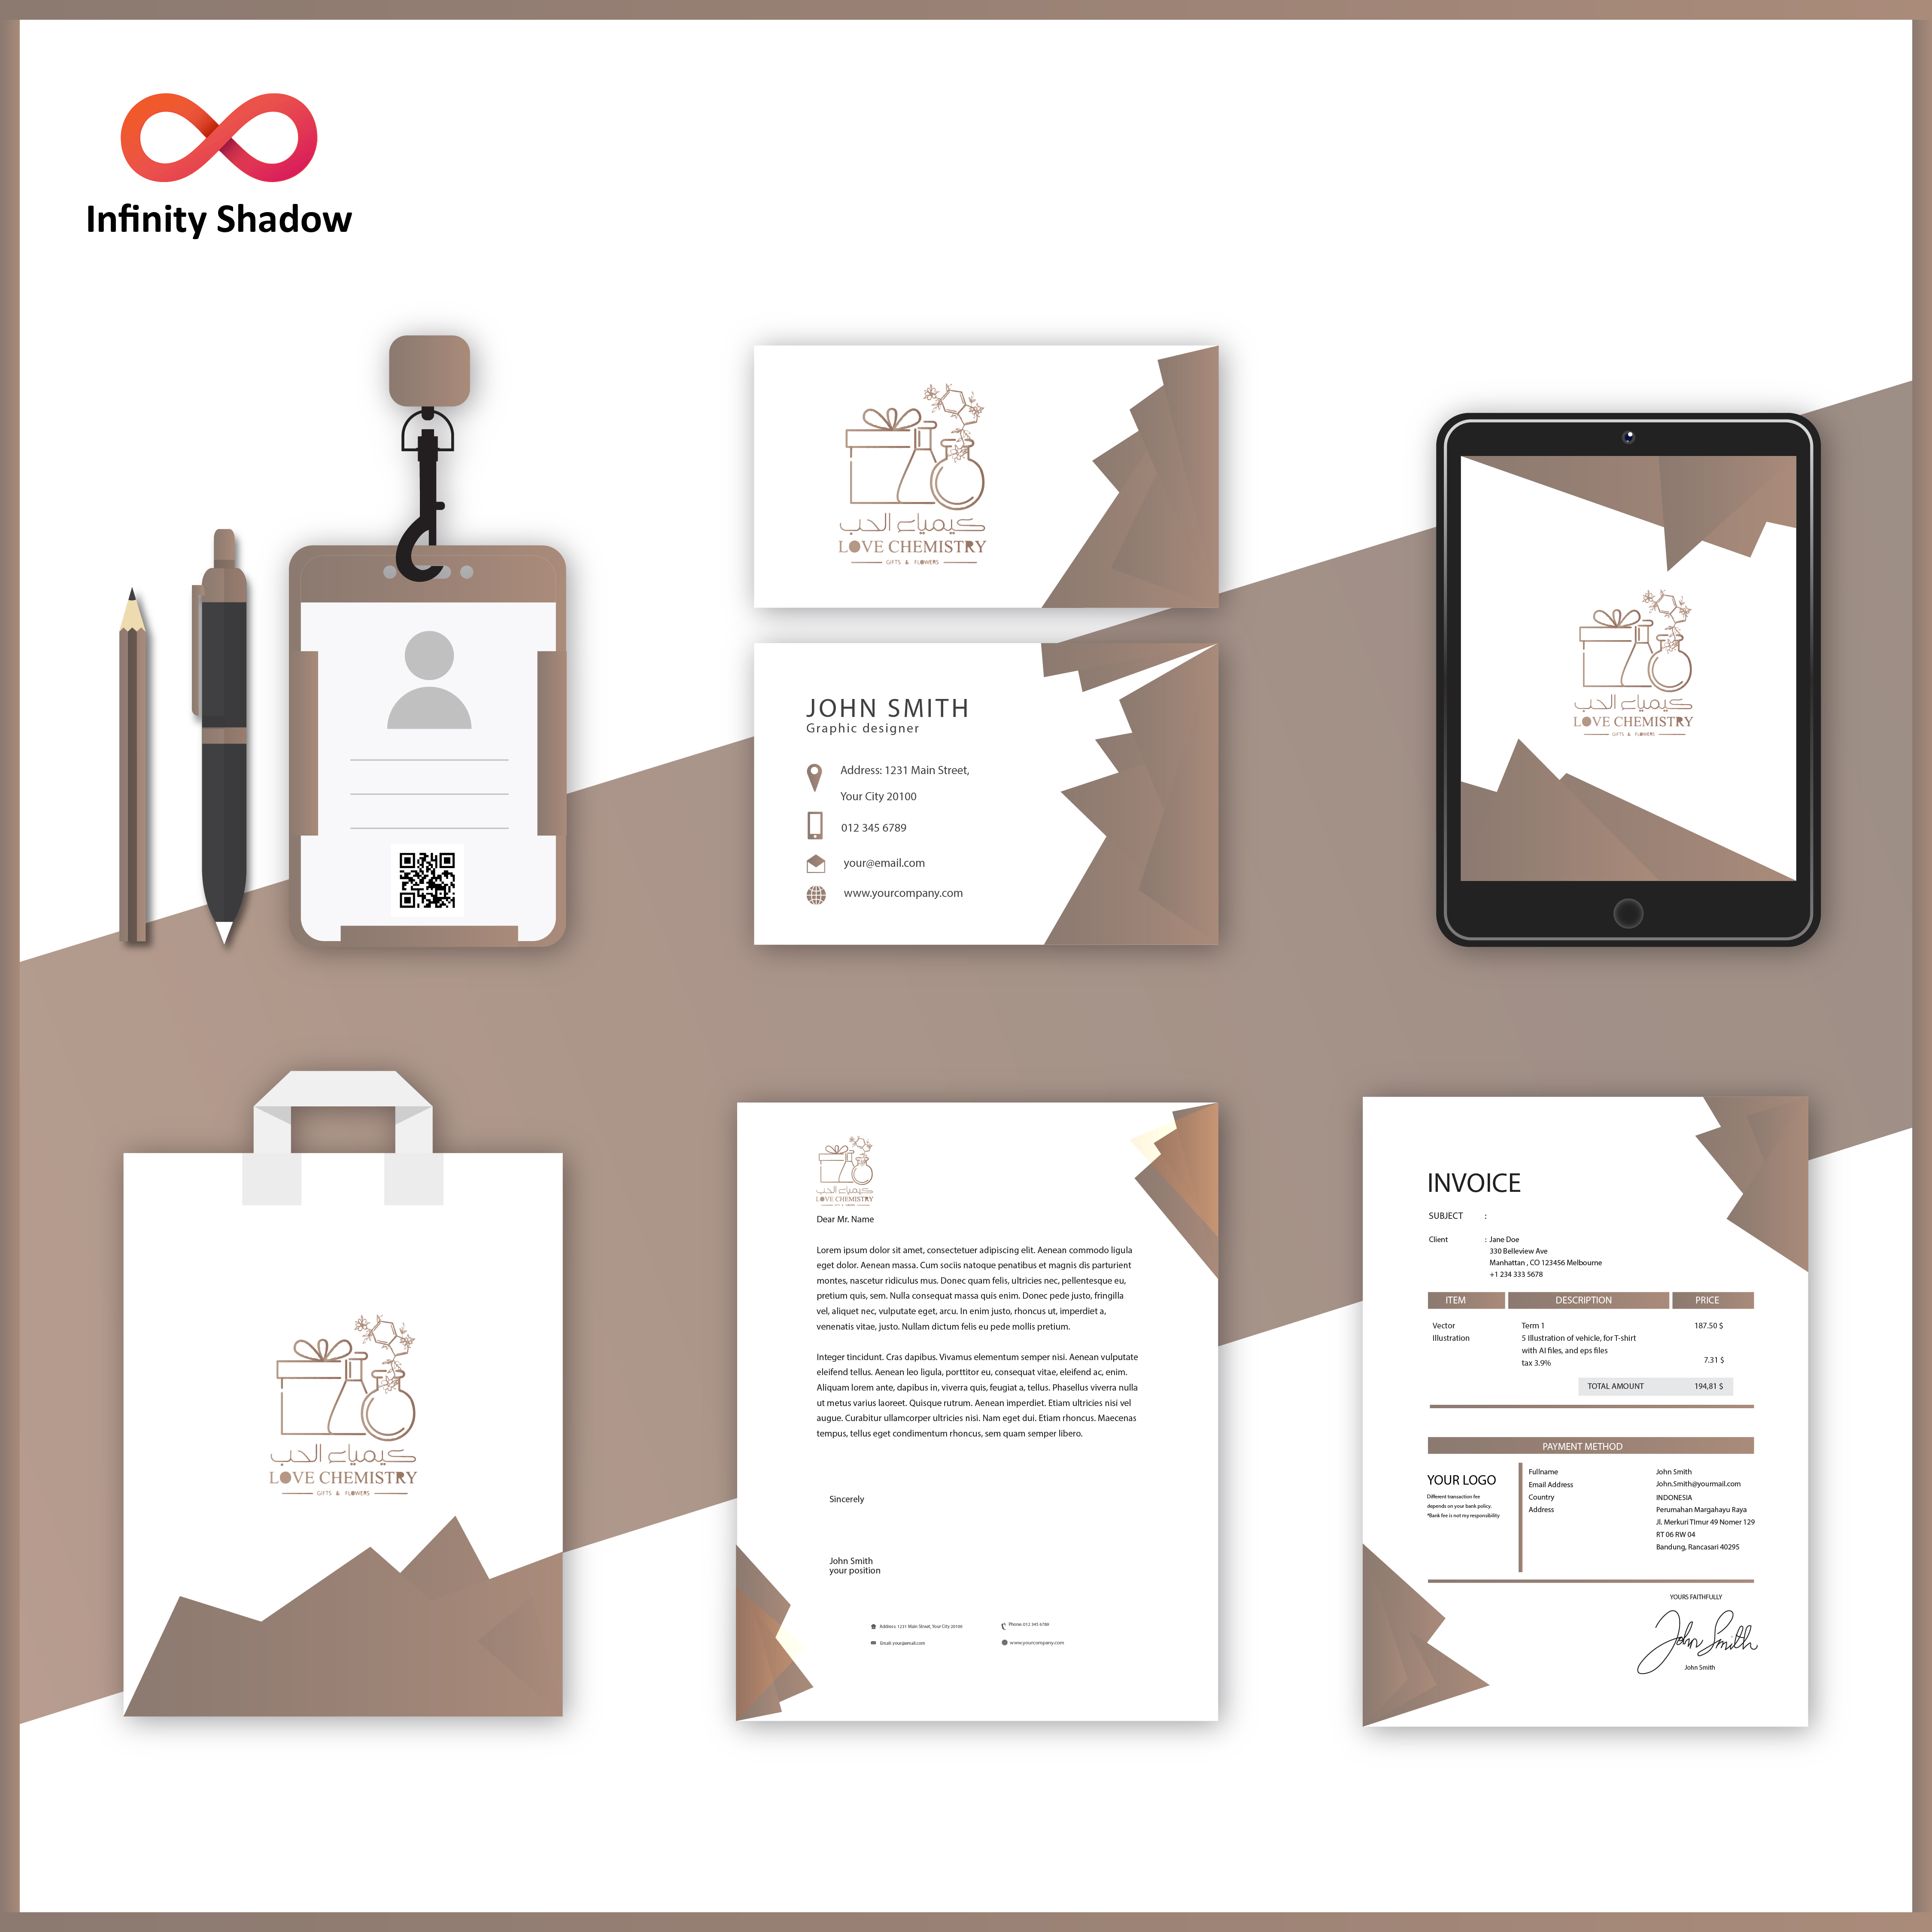 Infinity Shadow
كيمياء الحب
LOVE CHEMISTRY
GIFTS & FLOWERS
JOHN SMITH
Graphic designer
Address: 1231 Main Street,
Your City 20100
012 345 6789
your@email.com
www.yourcompany.com
كيمياء الحب
LOVE CHEMISTRY
GIFTS & FLOWERS
كيمياء الحب
LOVE CHEMISTRY
GIFTS & FLOWERS
كيمياء الحب
LOVE CHEMISTRY
GIFTS & FLOWERS
Dear Mr. Name
Lorem ipsum dolor sit amet, consectetuer adipiscing elit. Aenean commodo ligula
eget dolor. Aenean massa. Cum sociis natoque penatibus et magnis dis parturient
montes, nascetur ridiculus mus. Donec quam felis, ultricies nec, pellentesque eu,
pretium quis, sem. Nulla consequat massa quis enim. Donec pede justo, fringilla
vel, aliquet nec, vulputate eget, arcu. In enim justo, rhoncus ut, imperdiet a,
venenatis vitae, justo. Nullam dictum felis eu pede mollis pretium.
Integer tincidunt. Cras dapibus. Vivamus elementum semper nisi. Aenean vulputate
eleifend tellus. Aenean leo ligula, porttitor eu, consequat vitae, eleifend ac, enim.
Aliquam lorem ante, dapibus in, viverra quis, feugiat a, tellus. Phasellus viverra nulla
ut metus varius laoreet. Quisque rutrum. Aenean imperdiet. Etiam ultricies nisi vel
augue. Curabitur ullamcorper ultricies nisi. Nam eget dui. Etiam rhoncus. Maecenas
tempus, tellus eget condimentum rhoncus, sem quam semper libero.
Sincerely
John Smith
your position
Address: 1231 Main Street, Your City 20100
Phone: 012 345 6789
Email: your@email.com
www.yourcompany.com
INVOICE
SUBJECT :
Client : Jane Doe
330 Belleview Ave
Manhattan , CO 123456 Melbourne
+1 234 333 5678
ITEM DESCRIPTION PRICE
Vector Term 1 187.50 $
Illustration 5 Illustration of vehicle, for T-shirt
with AI files, and eps files
tax 3.9% 7.31 $
TOTAL AMOUNT 194,81 $
PAYMENT METHOD
YOUR LOGO
Different transaction fee
depends on your bank policy.
*Bank fee is not my responsibility
Fullname John Smith
Email Address John.Smith@yourmail.com
Country INDONESIA
Address Perumahan Margahayu Raya
Jl. Merkuri TImur 49 Nomer 129
RT 06 RW 04
Bandung, Rancasari 40295
YOURS FAITHFULLY
John Smith
John Smith